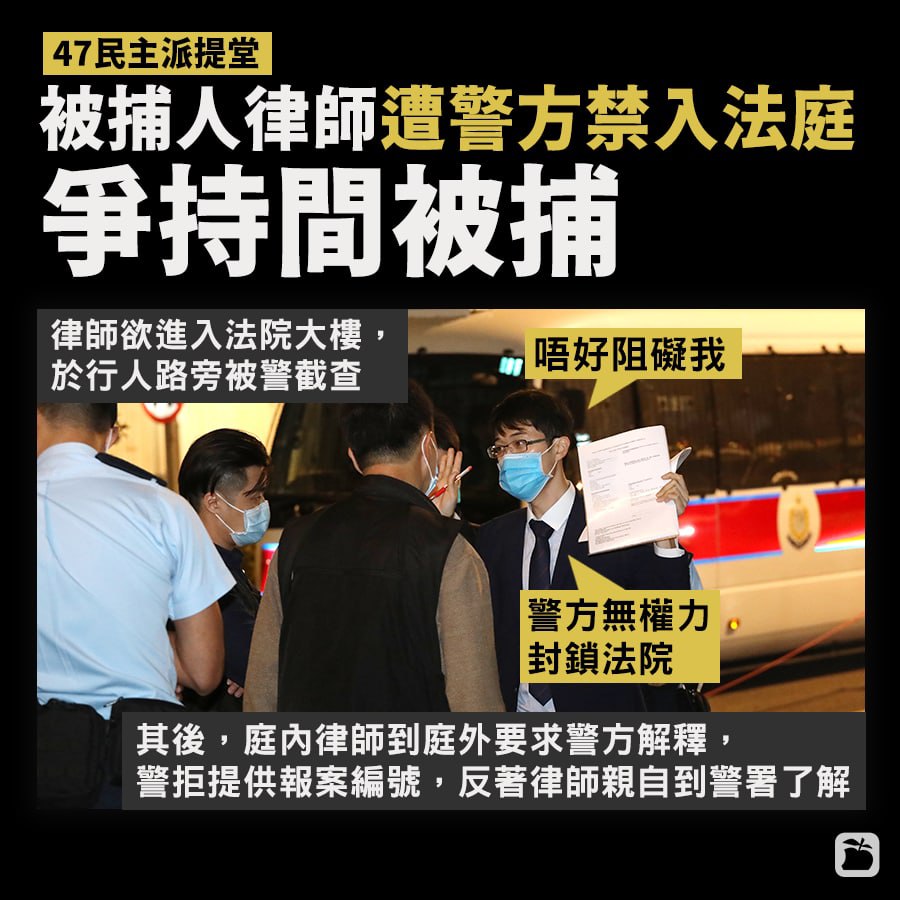 47民主派提堂
被捕人律師遭警方禁入法庭
爭持間被捕
律師欲進入法院大樓，
於行人路旁被警截查
唔好阻礙我
警方無權力
封鎖法院
其後，庭內律師到庭外要求警方解釋，
警拒提供報案編號，反著律師親自到警署了解